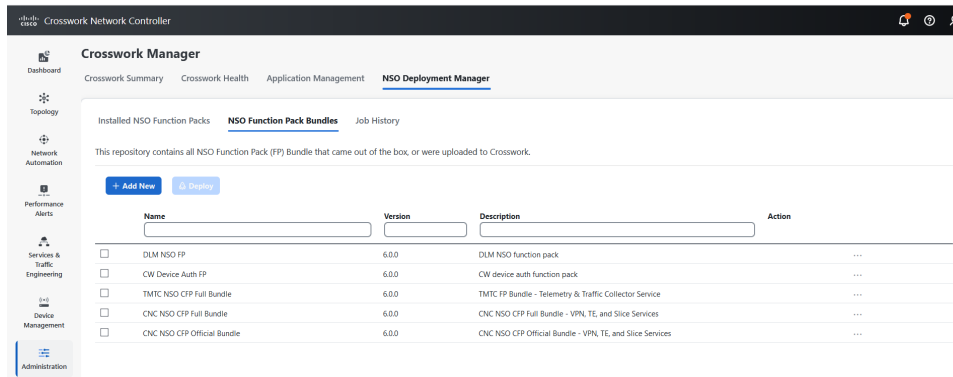 CISCO Crosswork Network Controller
Crosswork Manager
Crosswork Summary Crosswork Health Application Management NSO Deployment Manager
Dashboard
Topology
Network
Automation
Performance
Alerts
Services &
Traffic
Engineering
Device
Management
Administration
Installed NSO Function Packs NSO Function Pack Bundles Job History
This repository contains all NSO Function Pack (FP) Bundle that came out of the box, or were uploaded to Crosswork.
+ Add New Deploy
Name Version Description Action
DLM NSO FP 6.0.0 DLM NSO function pack ...
CW Device Auth FP 6.0.0 CW device auth function pack ...
TMTC NSO CFP Full Bundle 6.0.0 TMTC FP Bundle - Telemetry & Traffic Collector Service ...
CNC NSO CFP Full Bundle 6.0.0 CNC NSO CFP Full Bundle - VPN, TE, and Slice Services ...
CNC NSO CFP Official Bundle 6.0.0 CNC NSO CFP Official Bundle - VPN, TE, and Slice Services ...